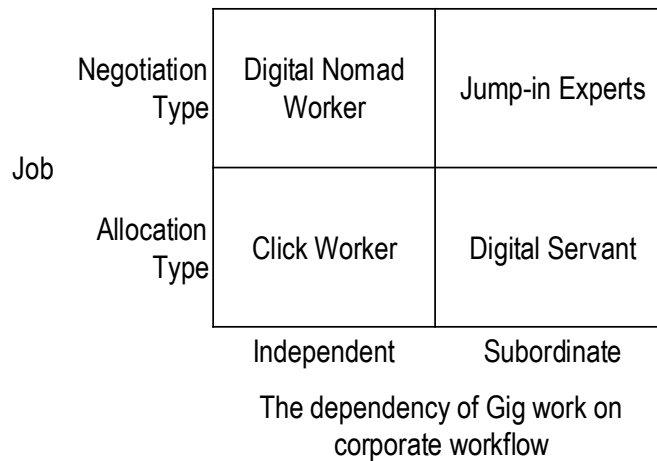 Negotiation
Type
Digital Nomad
Worker
Jump-in Experts
Job
Allocation
Type
Click Worker
Digital Servant
Independent
Subordinate
The dependency of Gig work on
corporate workflow